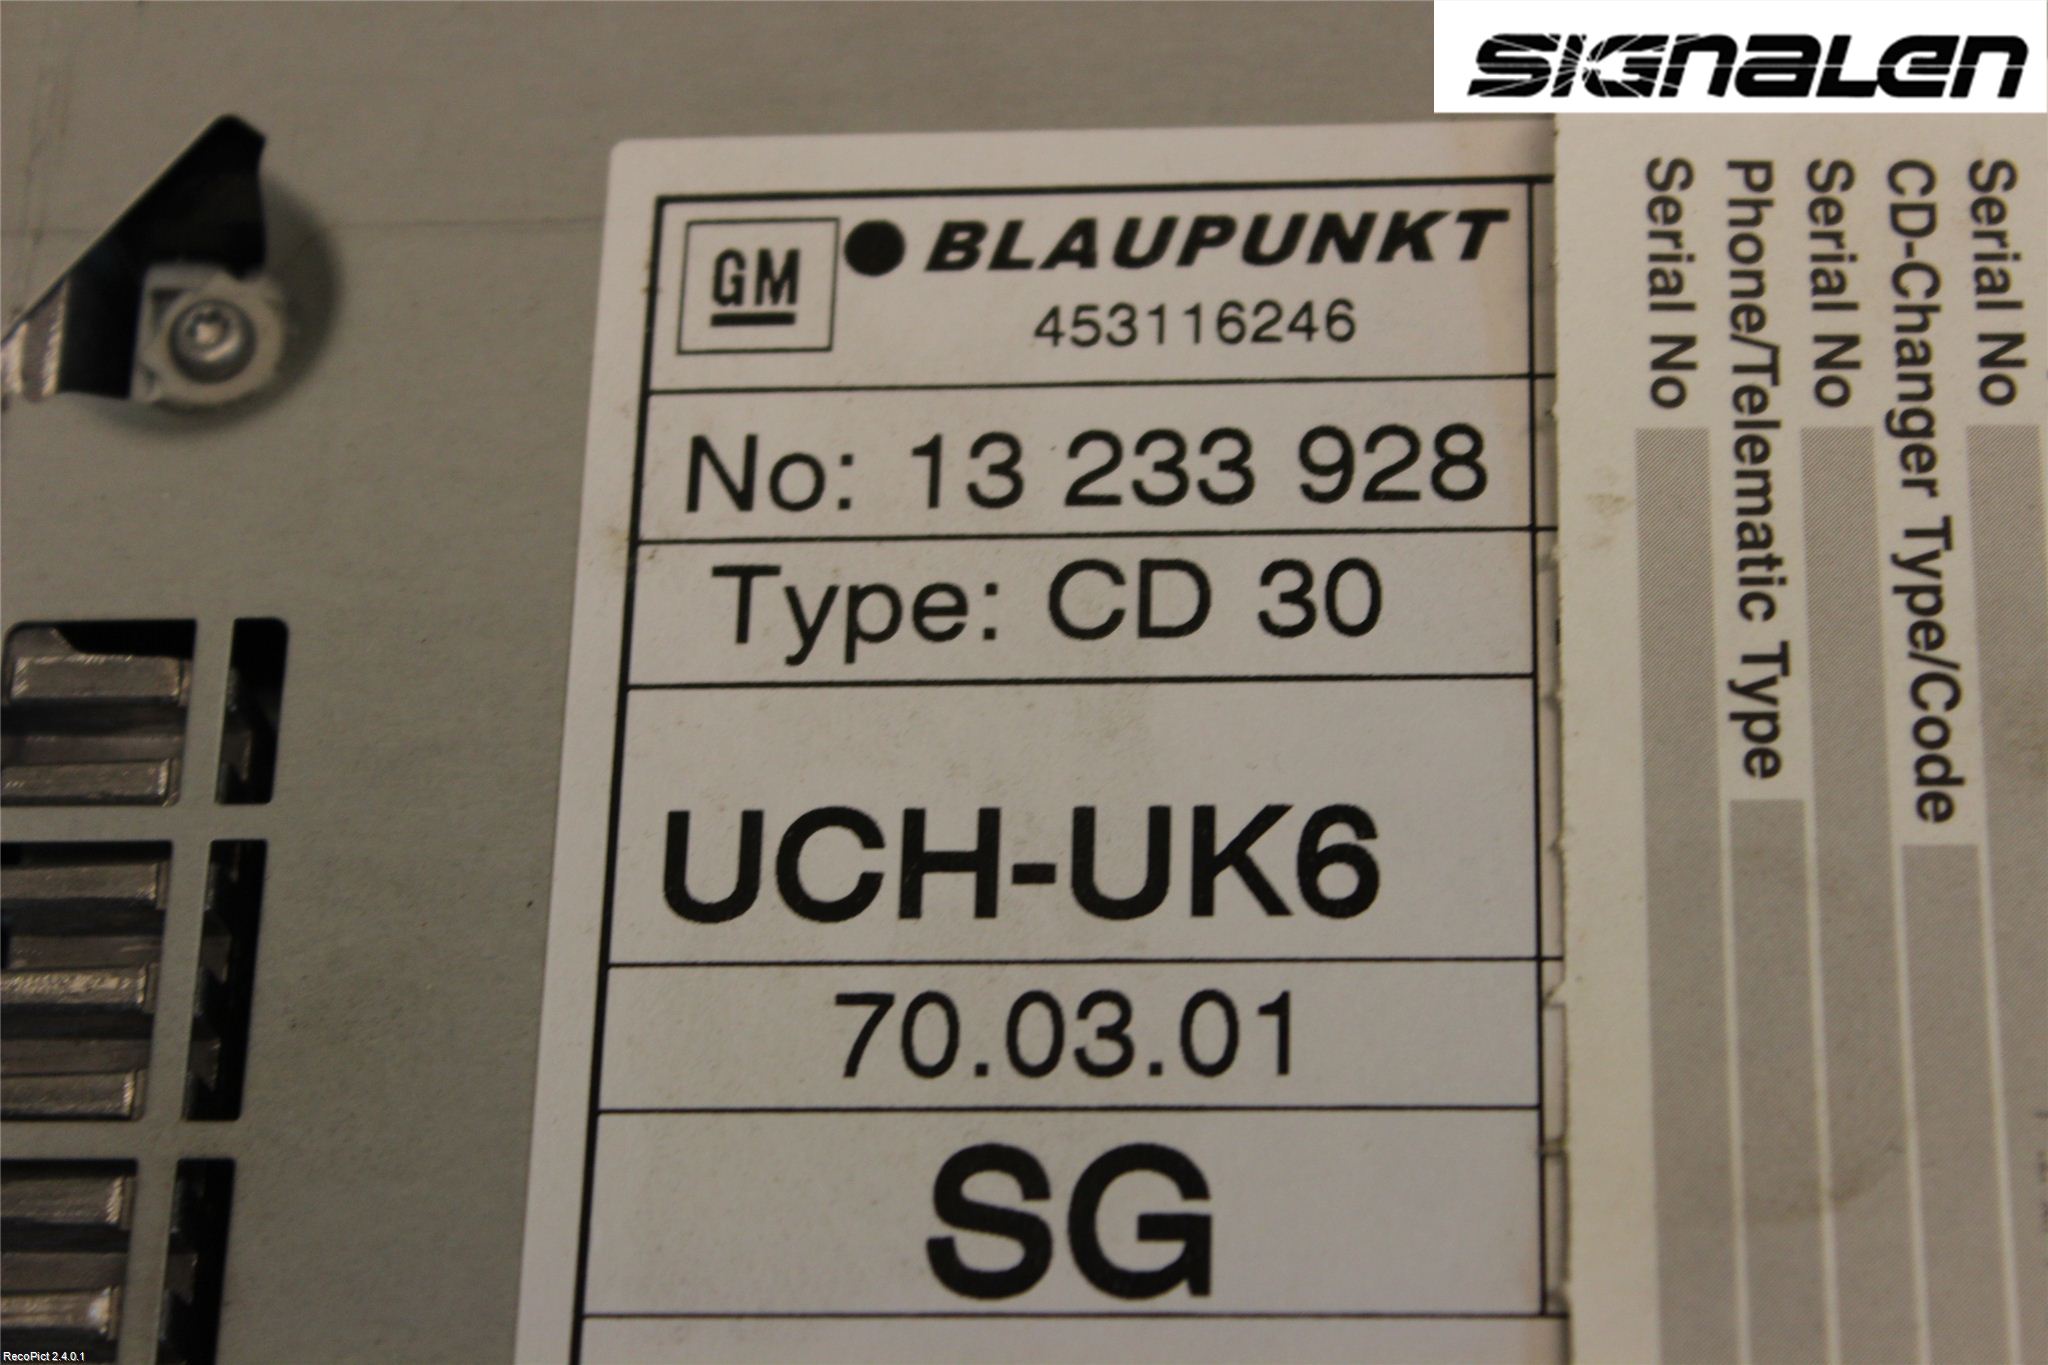 SIGNALEN
GM
BLAUPUNKT
453116246
No: 13 233 928
Type: CD 30
UCH-UK6
70.03.01
SG
Serial No
CD-Changer Type/Code
Serial No
Phone/Telematic Type
Serial No
RecoPict 2.4.0.1